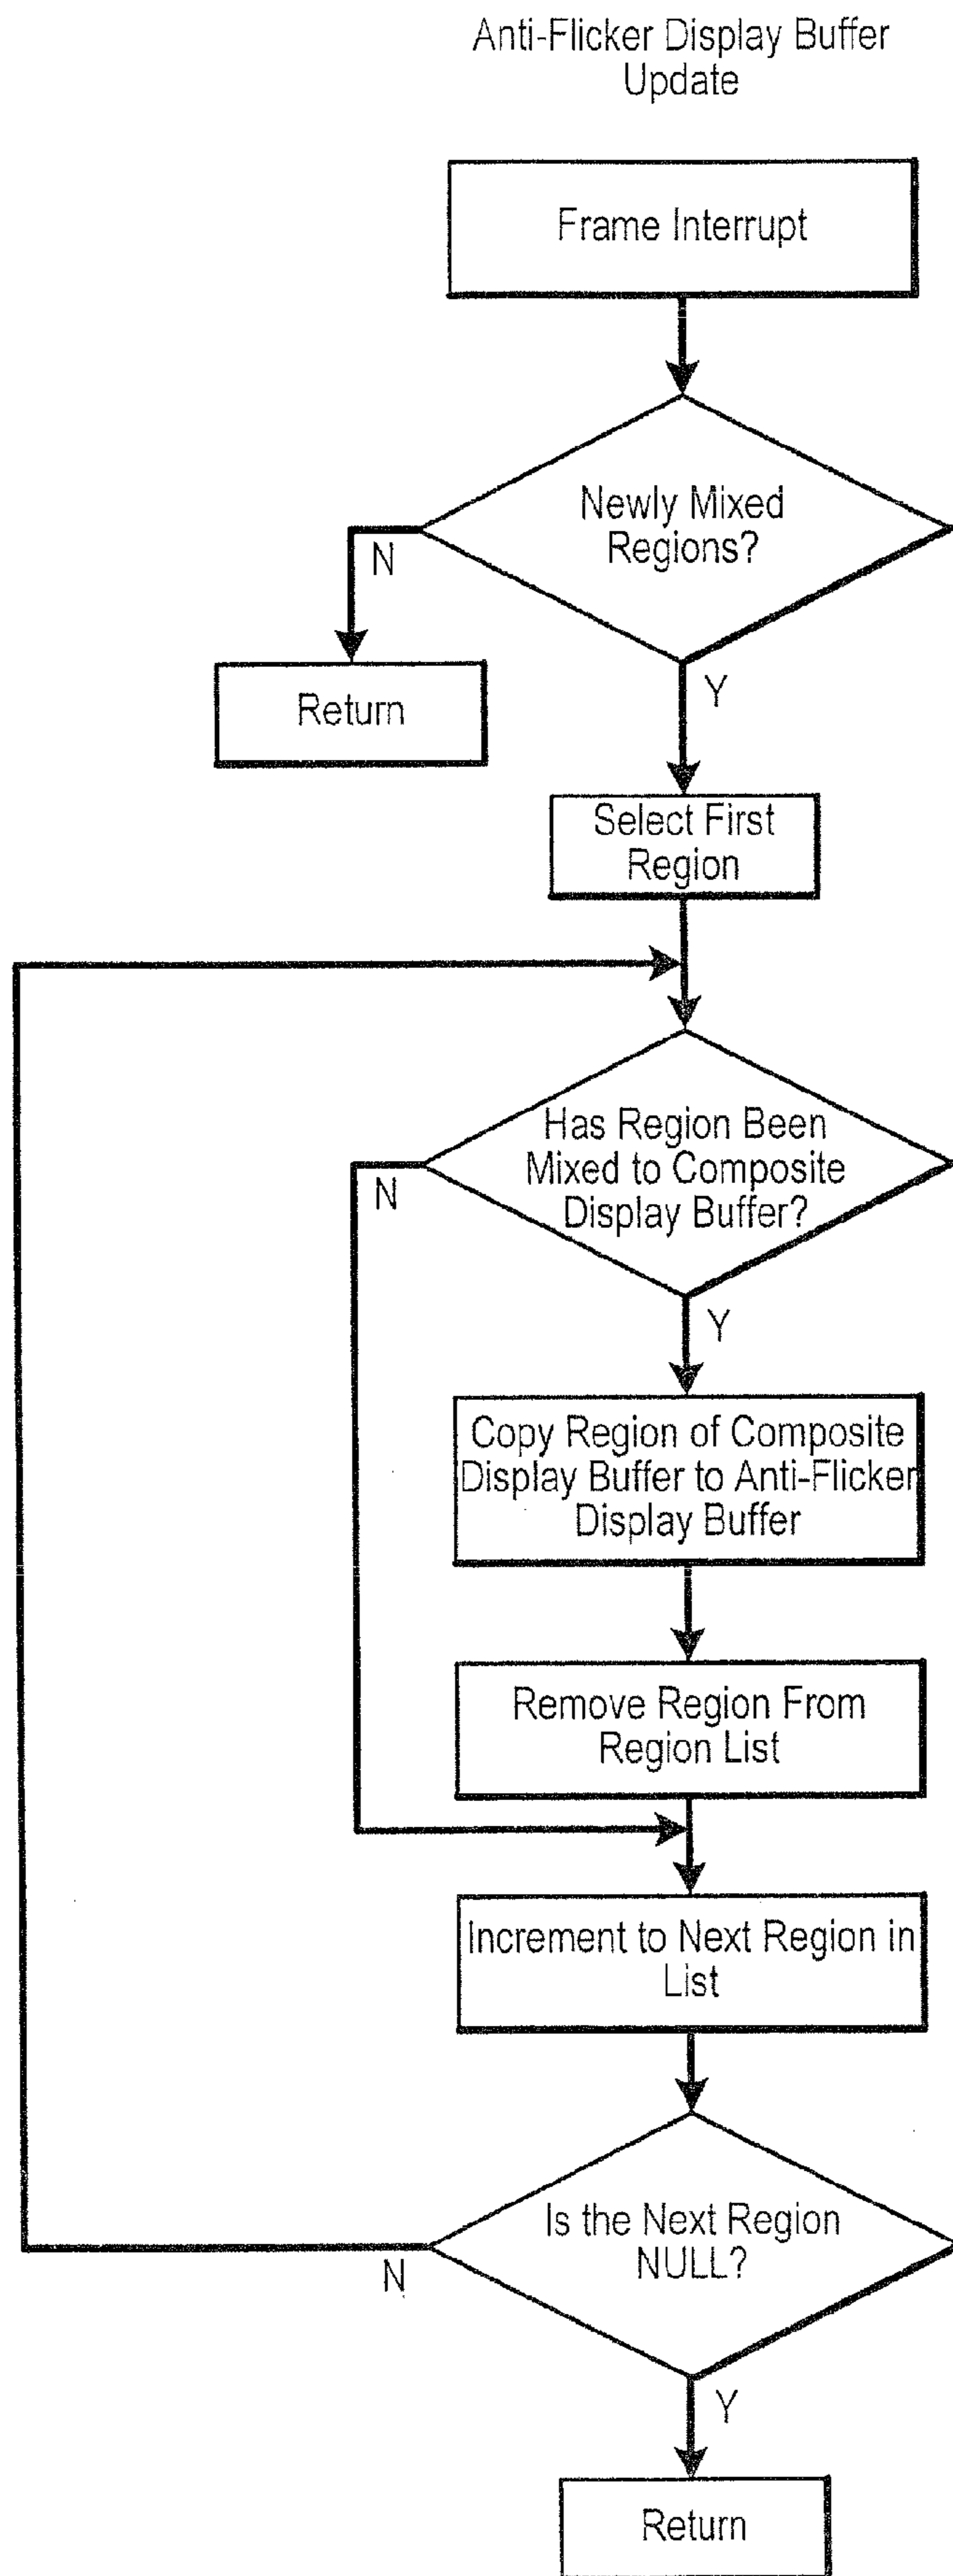 Anti-Flicker Display Buffer
Update
Frame Interrupt
Newly Mixed
Regions?
N
Return
Y
Select First
Region
Has Region Been
Mixed to Composite
Display Buffer?
N
Y
Copy Region of Composite
Display Buffer to Anti-Flicker
Display Buffer
Remove Region From
Region List
Increment to Next Region in
List
Is the Next Region
NULL?
N
Y
Return